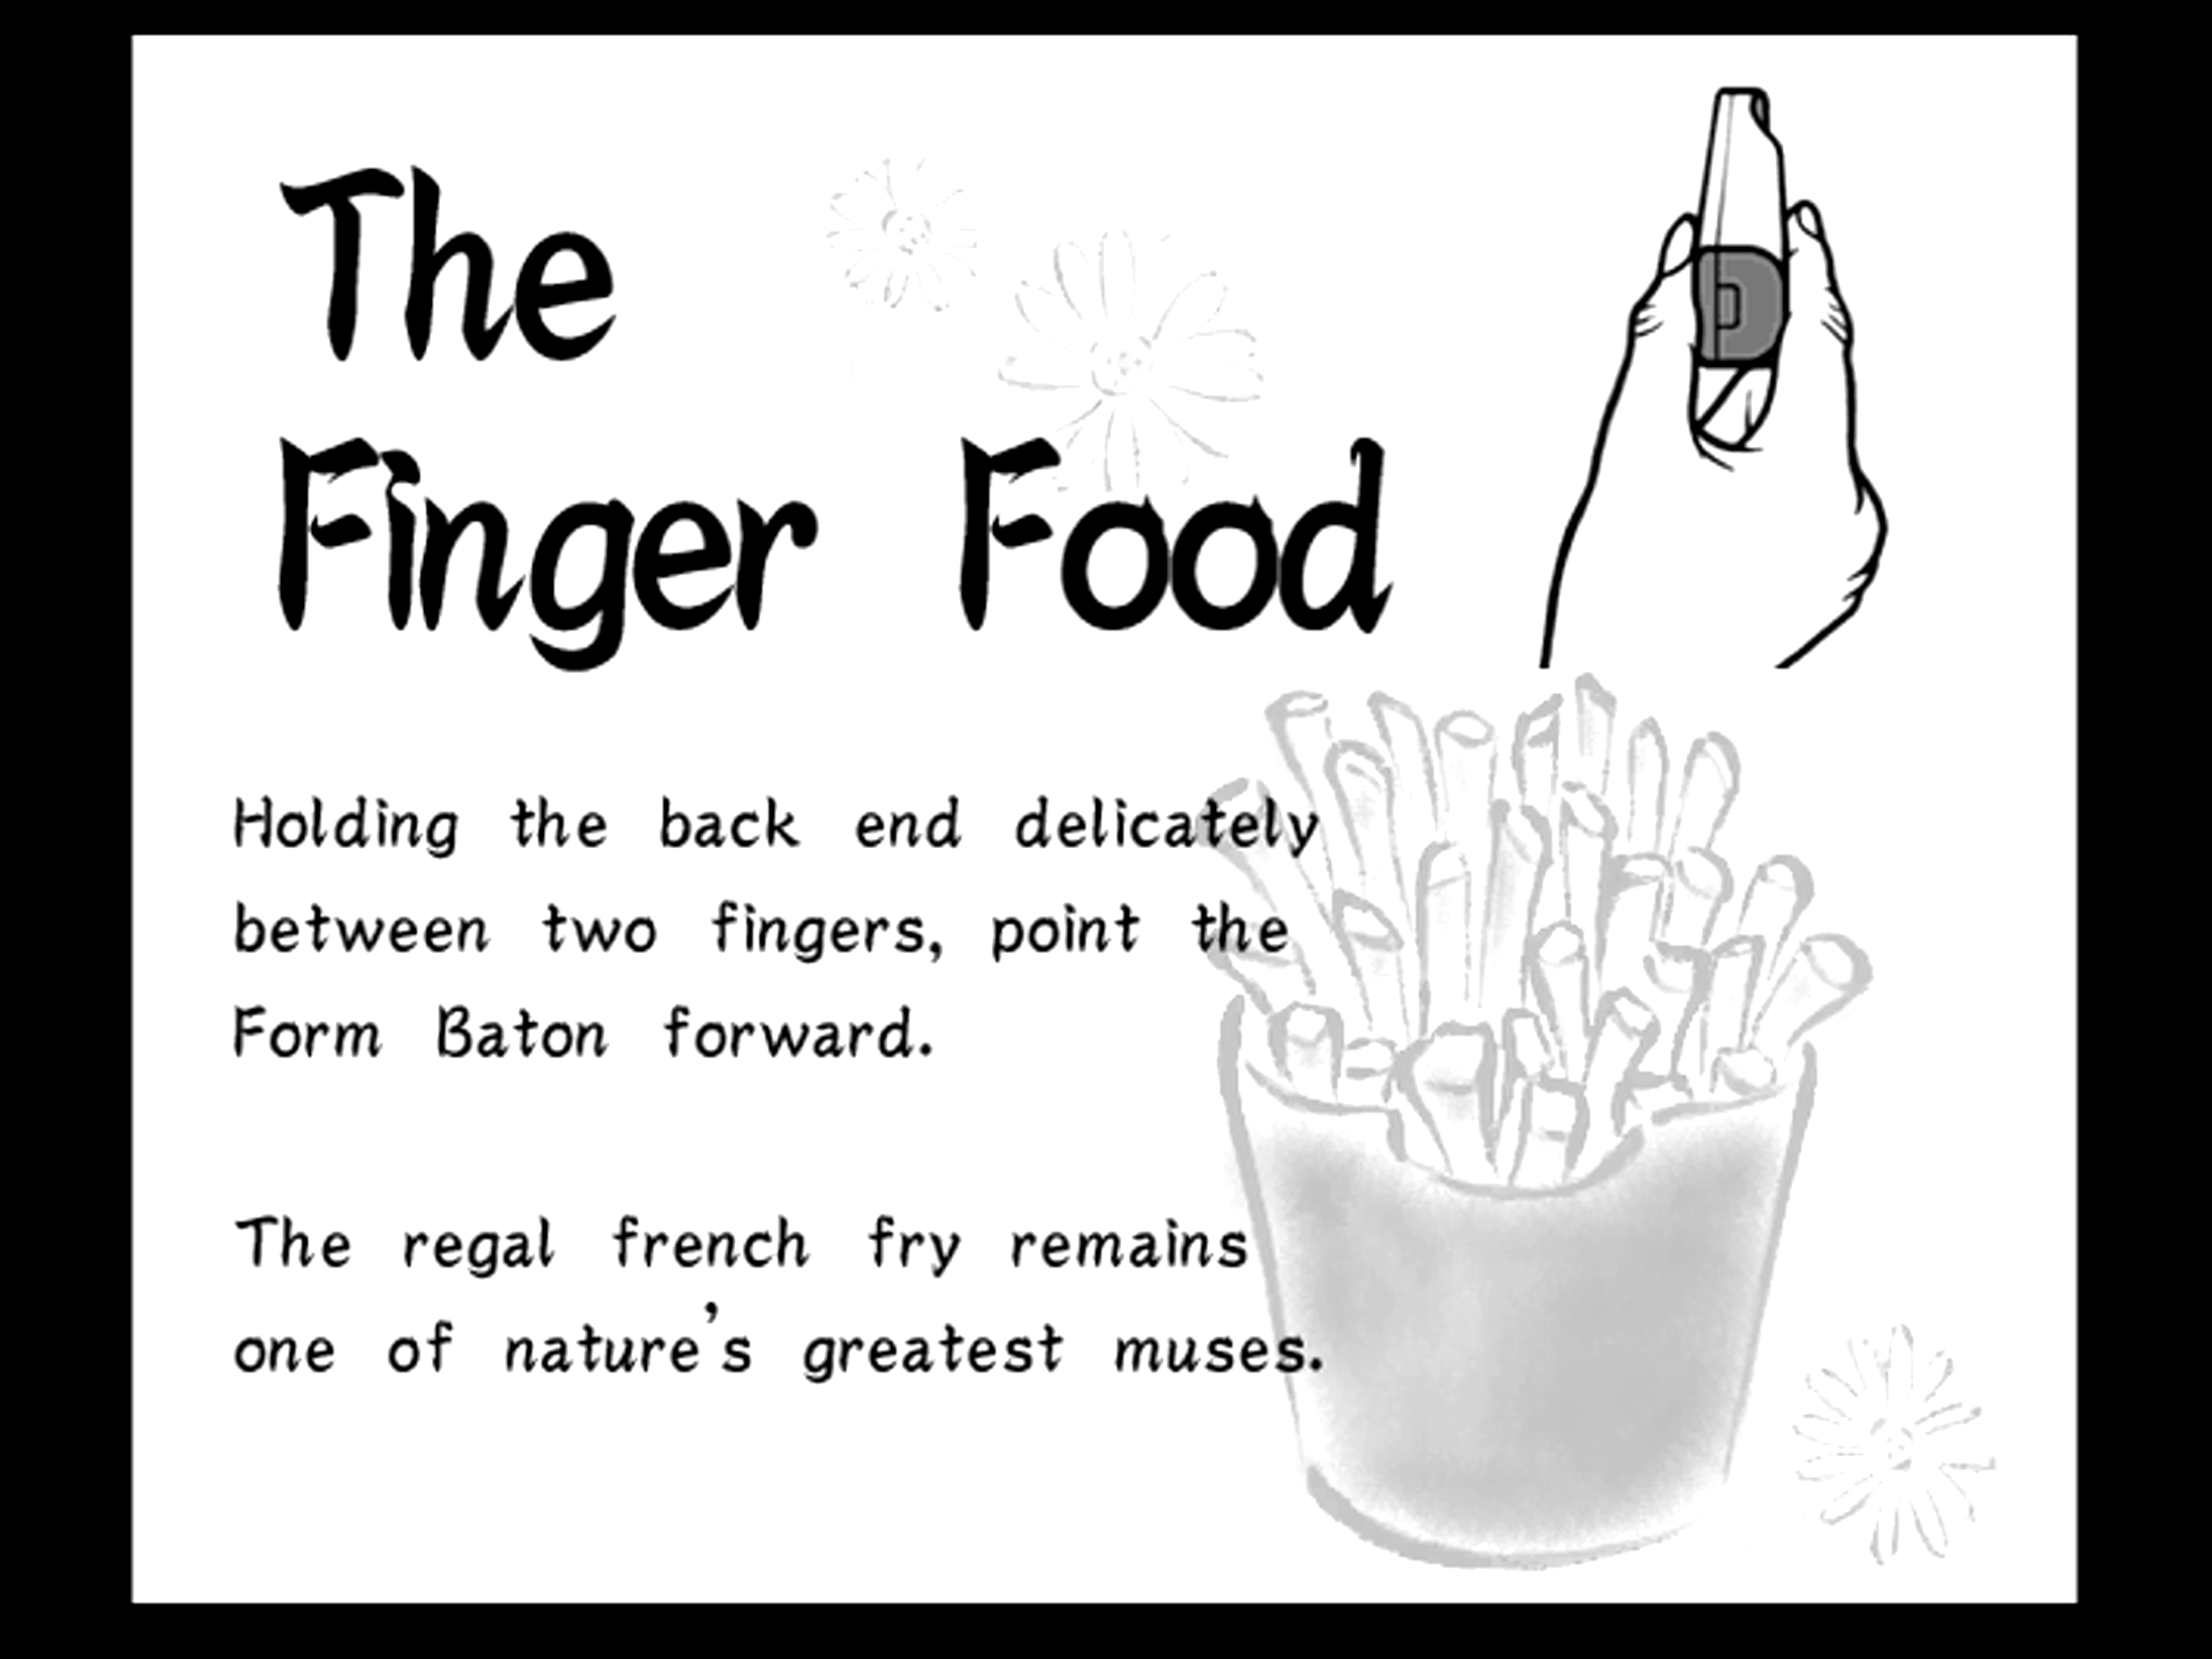 The
Finger Food
Holding the back end delicately
between two fingers, point the
Form Baton forward.
The regal french fry remains
one of nature's greatest muses.